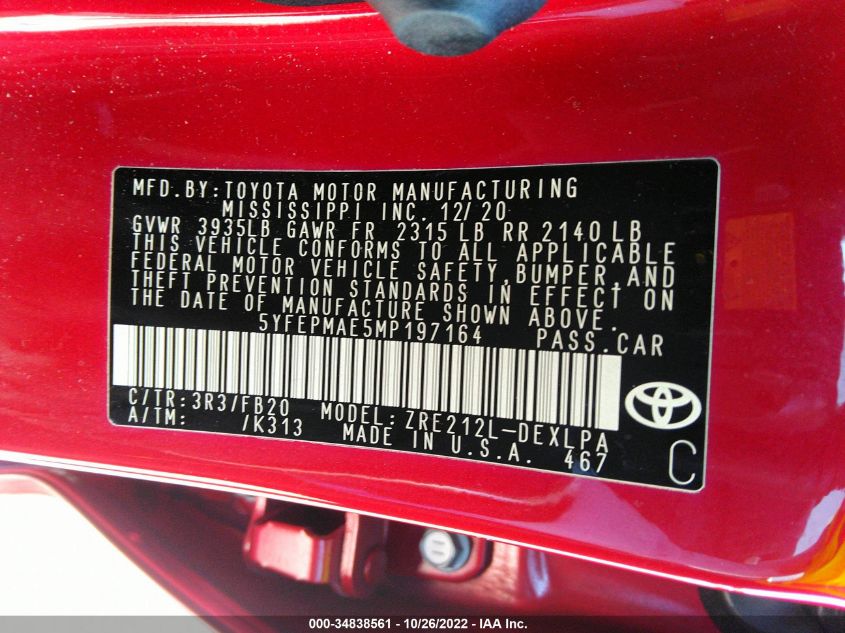 MFD.BY:TOYOTA MOTOR MANUFACTURING
MISSISSIPPI INC. 12/20
GVWR 3935LB GAWR FR 2315 LB RR 2140 LB
THIS VEHICLE CONFORMS TO ALL APPLICABLE
FEDERAL MOTOR VEHICLE SAFETY,BUMPER,AND
THEFT PREVENTION STANDARDS IN EFFECT ON
THE DATE OF MANUFACTURE SHOWN ABOVE.
5YFEPMAE5MP197164 PASS.CAR
C/TR:3R3/FB20 MODEL:ZRE212L-DEXLPA
A/TM: /K313 MADE IN U.S.A. 467
C
000-34838561 - 10/26/2022 - IAA Inc.